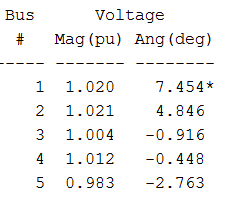 Bus Voltage
# Mag(pu) Ang(deg)
----- ------- --------
1 1.020 7.454*
2 1.021 4.846
3 1.004 -0.916
4 1.012 -0.448
5 0.983 -2.763